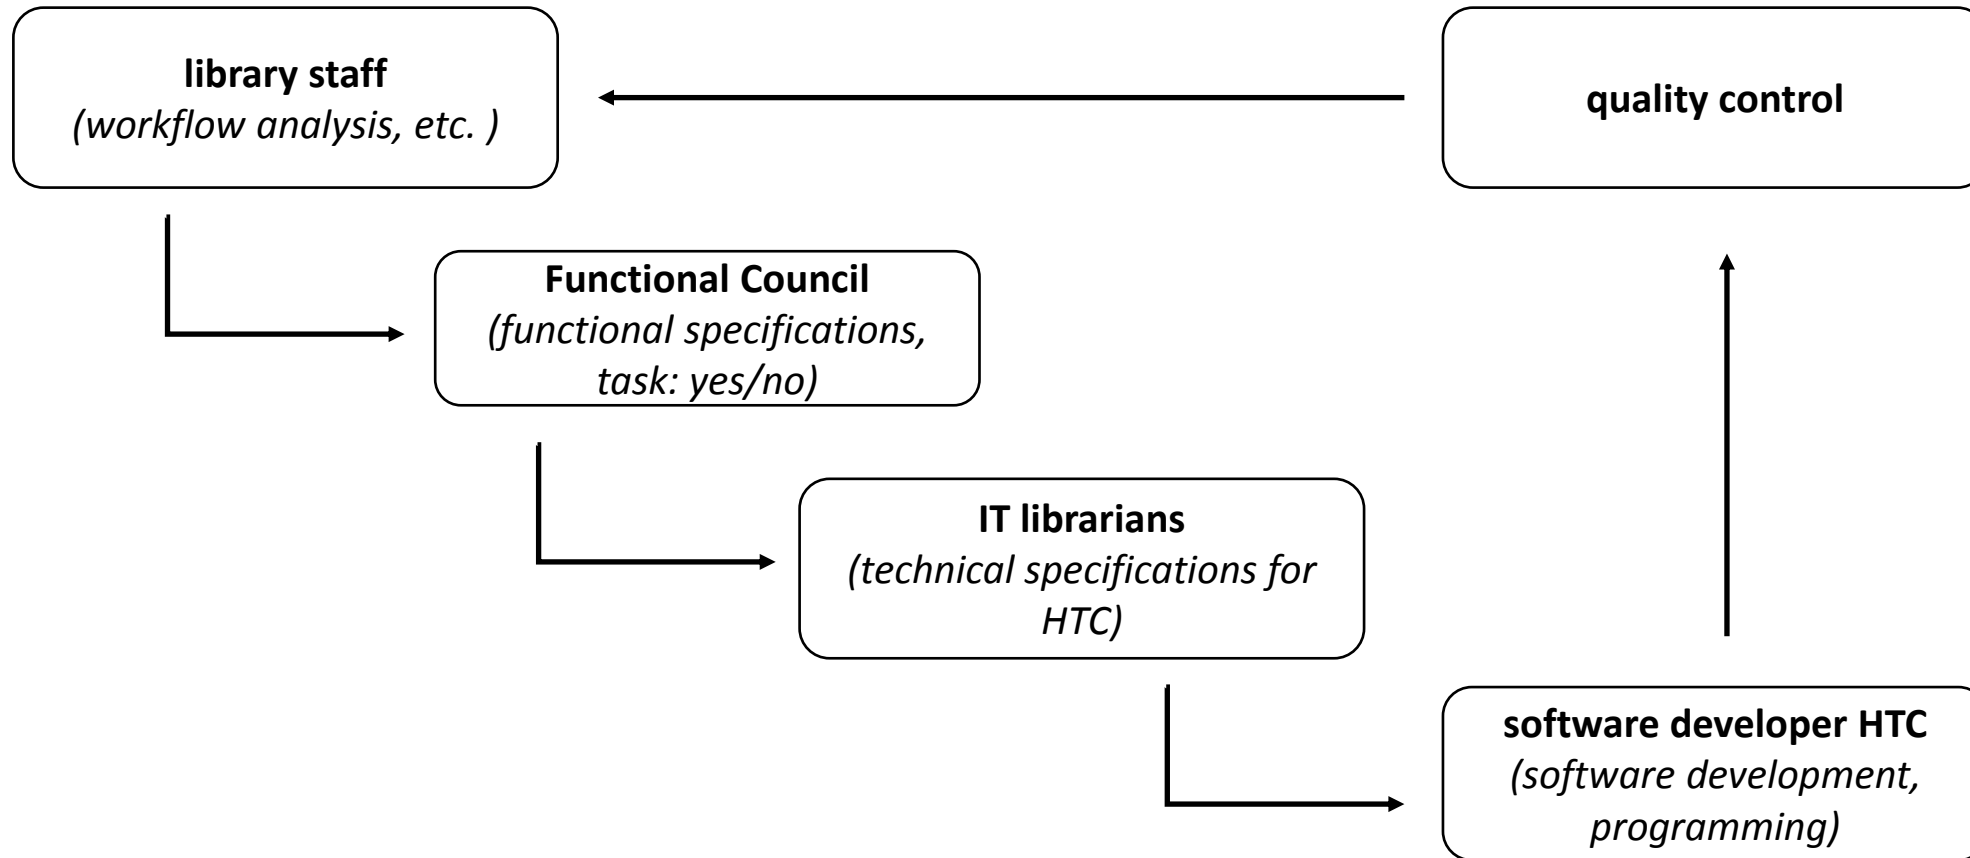 library staff
(workflow analysis, etc. )
quality control
Functional Council
(functional specifications,
task: yes/no)
IT librarians
(technical specifications for
HTC)
software developer HTC
(software development,
programming)